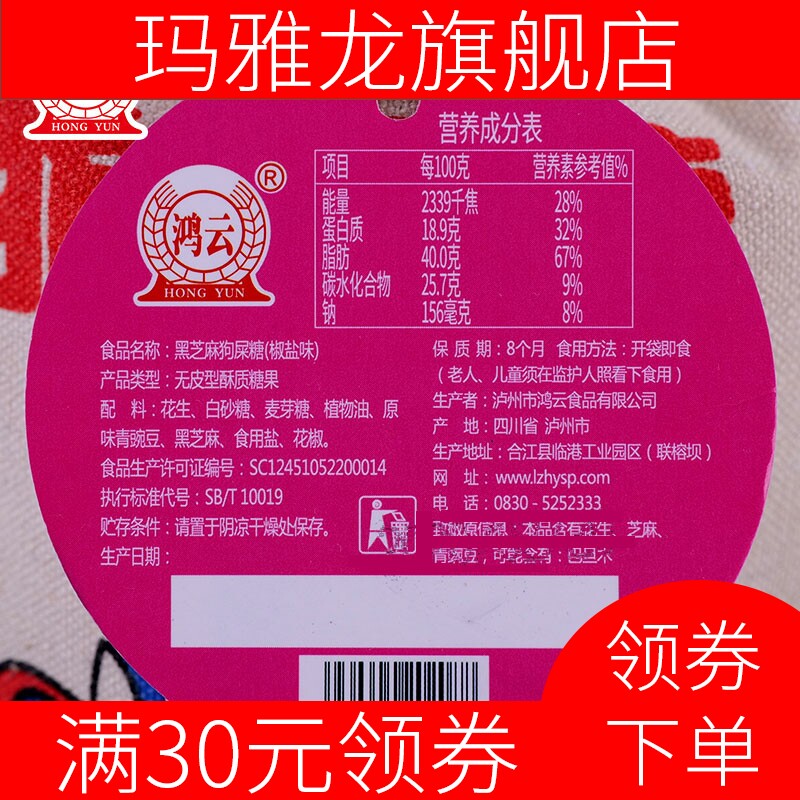 玛雅龙旗舰店
HONG YUN
®
鸿云
HONG YUN
营养成分表
项目 每100克 营养素参考值%
能量 2339千焦 28%
蛋白质 18.9克 32%
脂肪 40.0克 67%
碳水化合物 25.7克 9%
钠 156毫克 8%
食品名称：黑芝麻狗屎糖(椒盐味)
产品类型：无皮型酥质糖果
配 料：花生、白砂糖、麦芽糖、植物油、原
味青豌豆、黑芝麻、食用盐、花椒。
食品生产许可证编号：SC12451052200014
执行标准代号：SB/T 10019
贮存条件：请置于阴凉干燥处保存。
生产日期：
保 质 期：8个月 食用方法：开袋即食
（老人、儿童须在监护人照看下食用）
生产者：泸州市鸿云食品有限公司
产 地：四川省 泸州市
生产地址：合江县临港工业园区（联榕坝）
网 址：www.lzhysp.com
电 话：0830 - 5252333
本品含有花生、芝麻、
青豌豆，可能含有：
领券
下单
满30元领券